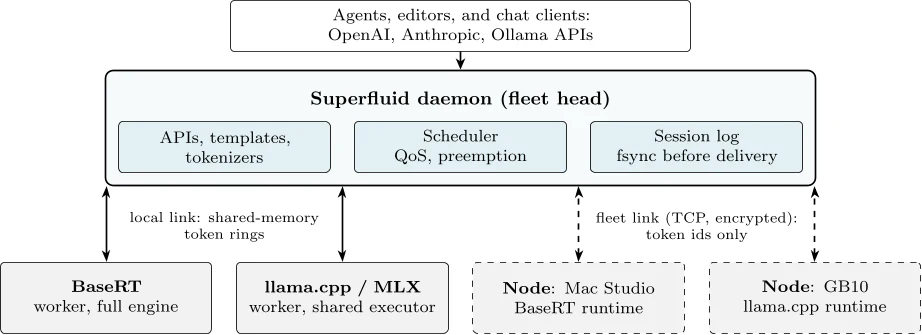 Agents, editors, and chat clients:
OpenAI, Anthropic, Ollama APIs
Superfluid daemon (fleet head)
APIs, templates,
tokenizers
Scheduler
QoS, preemption
Session log
fsync before delivery
local link: shared-memory
token rings
fleet link (TCP, encrypted):
token ids only
BaseRT
worker, full engine
llama.cpp / MLX
worker, shared executor
Node: Mac Studio
BaseRT runtime
Node: GB10
llama.cpp runtime